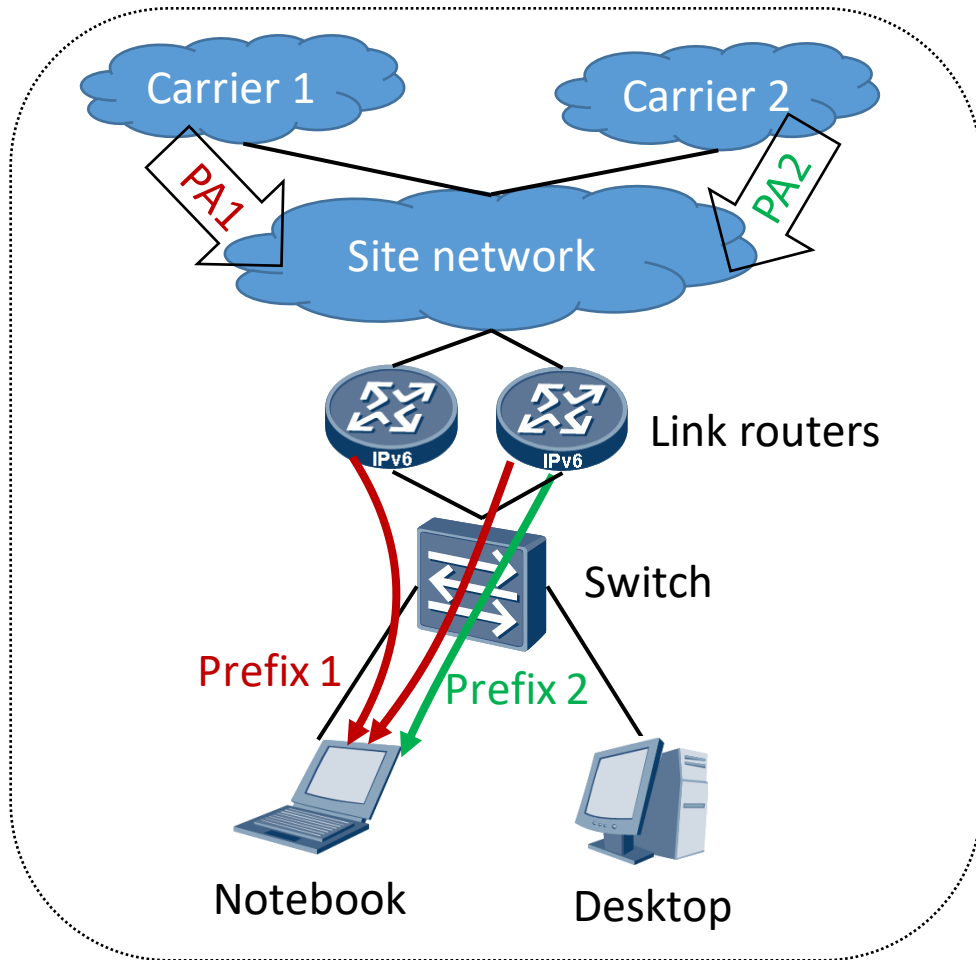 Carrier 1
Carrier 2
PA1
PA2
Site network
IPv6
IPv6
Link routers
Switch
Prefix 1
Prefix 2
Notebook
Desktop